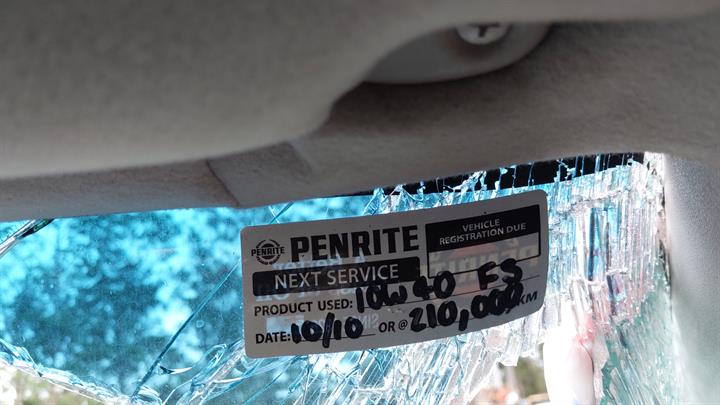 PENRITE
PENRITE
VEHICLE
REGISTRATION DUE
NEXT SERVICE
PRODUCT USED: 10W40 FS
DATE: 10/10 OR @ 210,000 KM